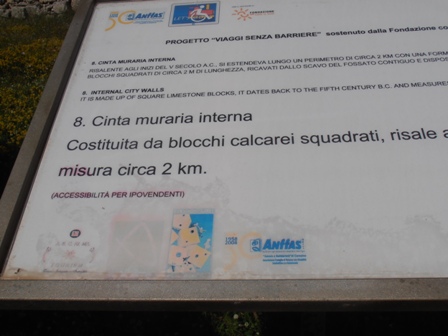 50 ANffAS
PROGETTO "VIAGGI SENZA BARRIERE" sostenuto dalla Fondazione
8. CINTA MURARIA INTERNA
RISALENTE AGLI INIZI DEL V SECOLO A.C., SI ESTENDEVA LUNGO UN PERIMETRO DI CIRCA 2 KM CON UNA
BLOCCHI SQUADRATI DI CIRCA 2 M DI LUNGHEZZA, RICAVATI DALLO SCAVO DEL FOSSATO CONTIGUO E
8. INTERNAL CITY WALLS
IT IS MADE UP OF SQUARE LIMESTONE BLOCKS, IT DATES BACK TO THE FIFTH CENTURY B.C. AND
8. Cinta muraria interna
Costituita da blocchi calcarei squadrati, risale
misura circa 2 km.
(ACCESSIBILITÀ PER IPOVEDENTI)
1958
2008
50 ANffAS